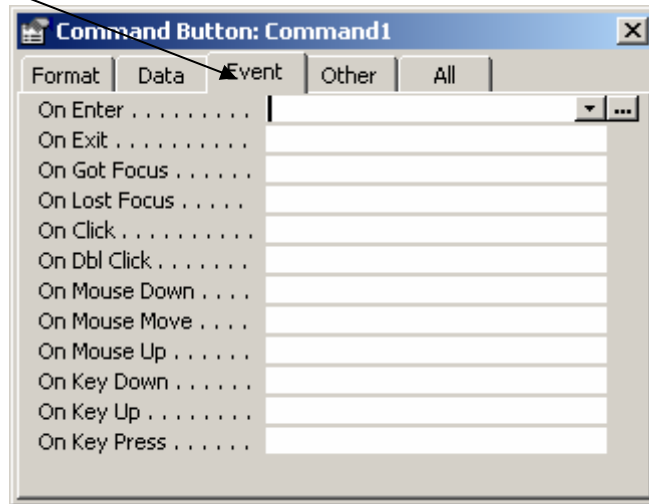 Command Button: Command1
Format Data Event Other All
On Enter . . . . . . . . .
On Exit . . . . . . . . . .
On Got Focus . . . . . .
On Lost Focus . . . . .
On Click . . . . . . . . . .
On Dbl Click . . . . . . .
On Mouse Down . . . .
On Mouse Move . . . .
On Mouse Up . . . . . .
On Key Down . . . . . .
On Key Up . . . . . . . .
On Key Press . . . . . .